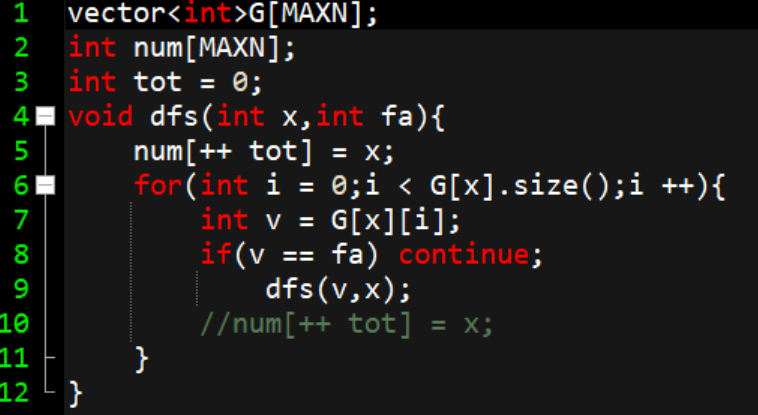 1 vector<int>G[MAXN];
2 int num[MAXN];
3 int tot = 0;
4 void dfs(int x,int fa){
5     num[++ tot] = x;
6     for(int i = 0;i < G[x].size();i ++){
7         int v = G[x][i];
8         if(v == fa) continue;
9             dfs(v,x);
10         //num[++ tot] = x;
11     }
12 }